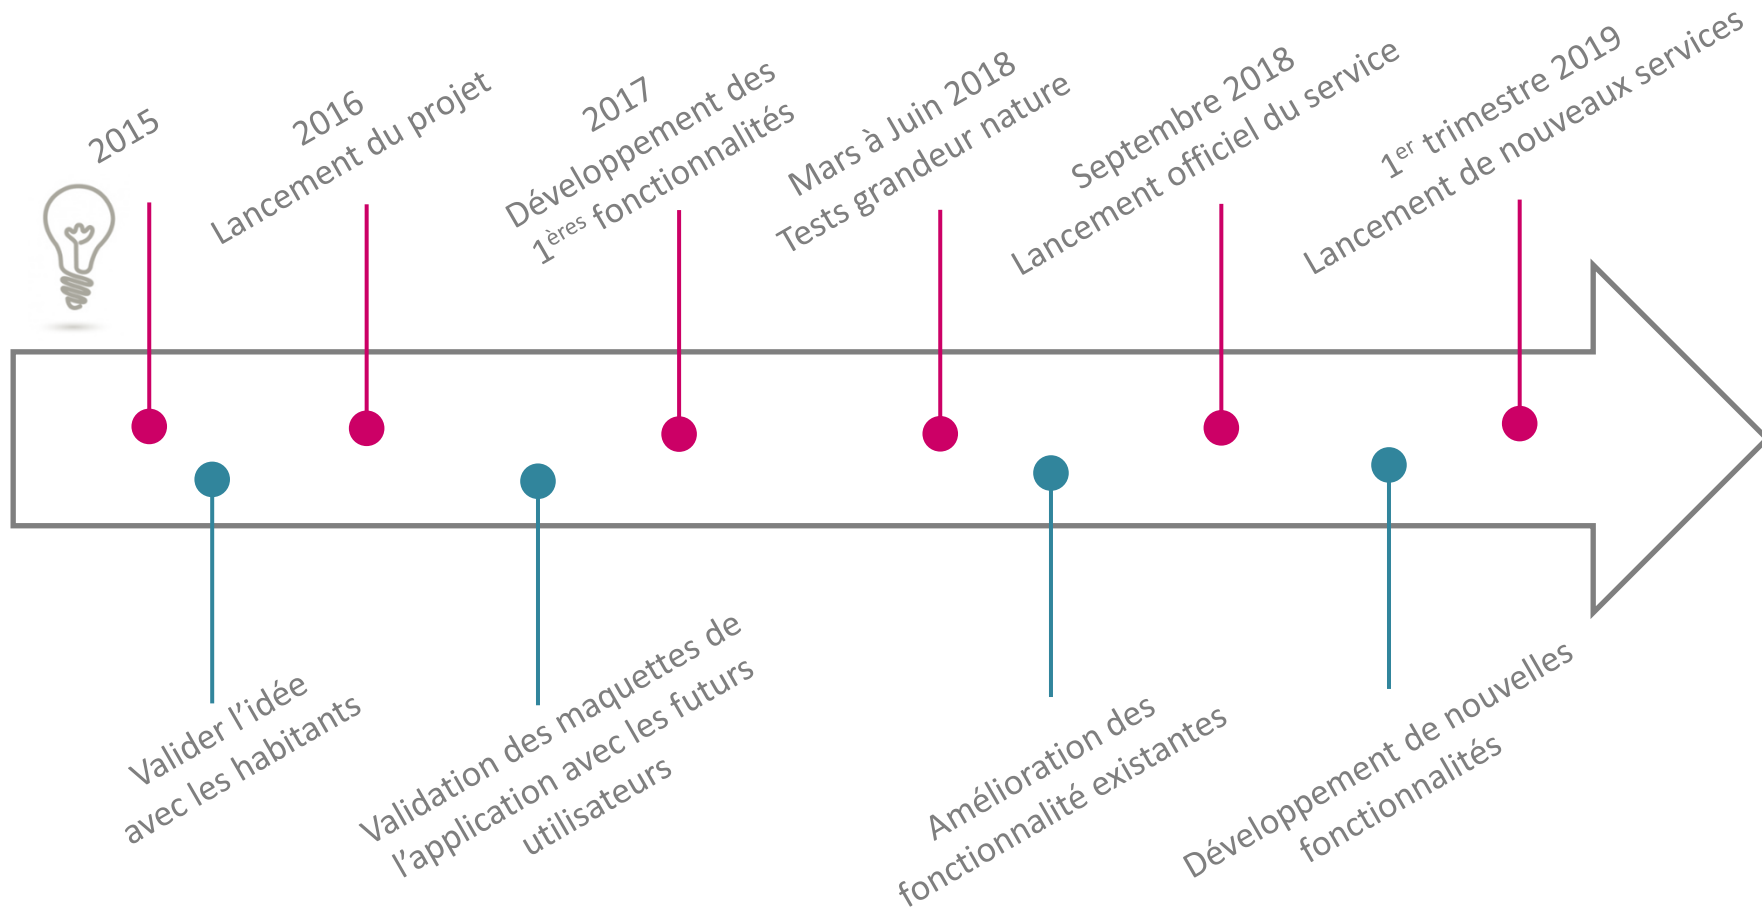 2015
2016
Lancement du projet
2017
Développement des
1ères fonctionnalités
Mars à Juin 2018
Tests grandeur nature
Septembre 2018
Lancement officiel du service
1er trimestre 2019
Lancement de nouveaux services
Valider l’idée
avec les habitants
Validation des maquettes de
l’application avec les futurs
utilisateurs
Amélioration des
fonctionnalité existantes
Développement de nouvelles
fonctionnalités